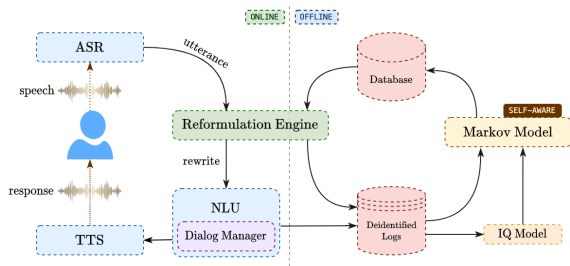 ONLINE
OFFLINE
ASR
utterance
Database
speech
SELF-AWARE
Reformulation Engine
Markov Model
rewrite
response
NLU
Dialog Manager
Deidentified
Logs
TTS
IQ Model